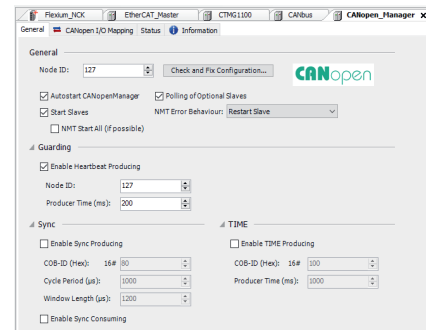 Flexium_NCK EtherCAT_Master CTMG1100 CANbus CANopen_Manager x
General CANopen I/O Mapping Status Information
General
Node ID: 127 Check and Fix Configuration... CANopen
Autostart CANopenManager Polling of Optional Slaves
Start Slaves NMT Error Behaviour: Restart Slave
NMT Start All (if possible)
Guarding
Enable Heartbeat Producing
Node ID: 127
Producer Time (ms): 200
Sync TIME
Enable Sync Producing Enable TIME Producing
COB-ID (Hex): 16# 80 COB-ID (Hex): 16# 100
Cycle Period (µs): 1000 Producer Time (ms): 1000
Window Length (µs): 1200
Enable Sync Consuming